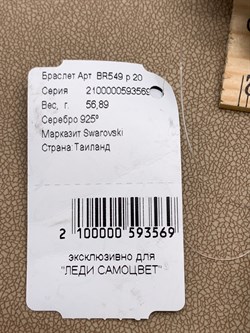 Браслет Арт BR549 р 20
Серия 2100000593569
Вес, г. 56,89
Серебро 925°
Марказит Swarovski
Страна Таиланд
2 100000 593569
эксклюзивно для
"ЛЕДИ САМОЦВЕТ"